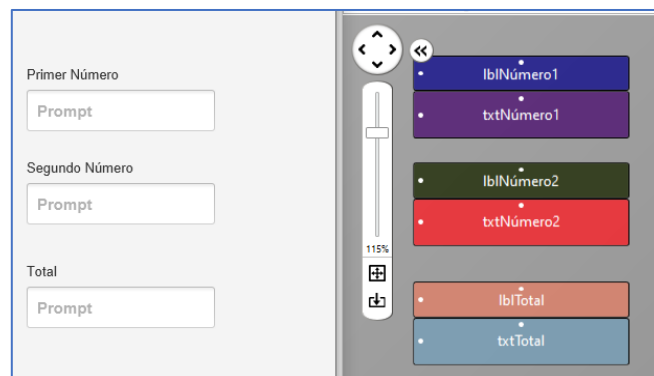 Primer Número
Prompt
Segundo Número
Prompt
Total
Prompt
115%
lblNúmero1
txtNúmero1
lblNúmero2
txtNúmero2
lblTotal
txtTotal